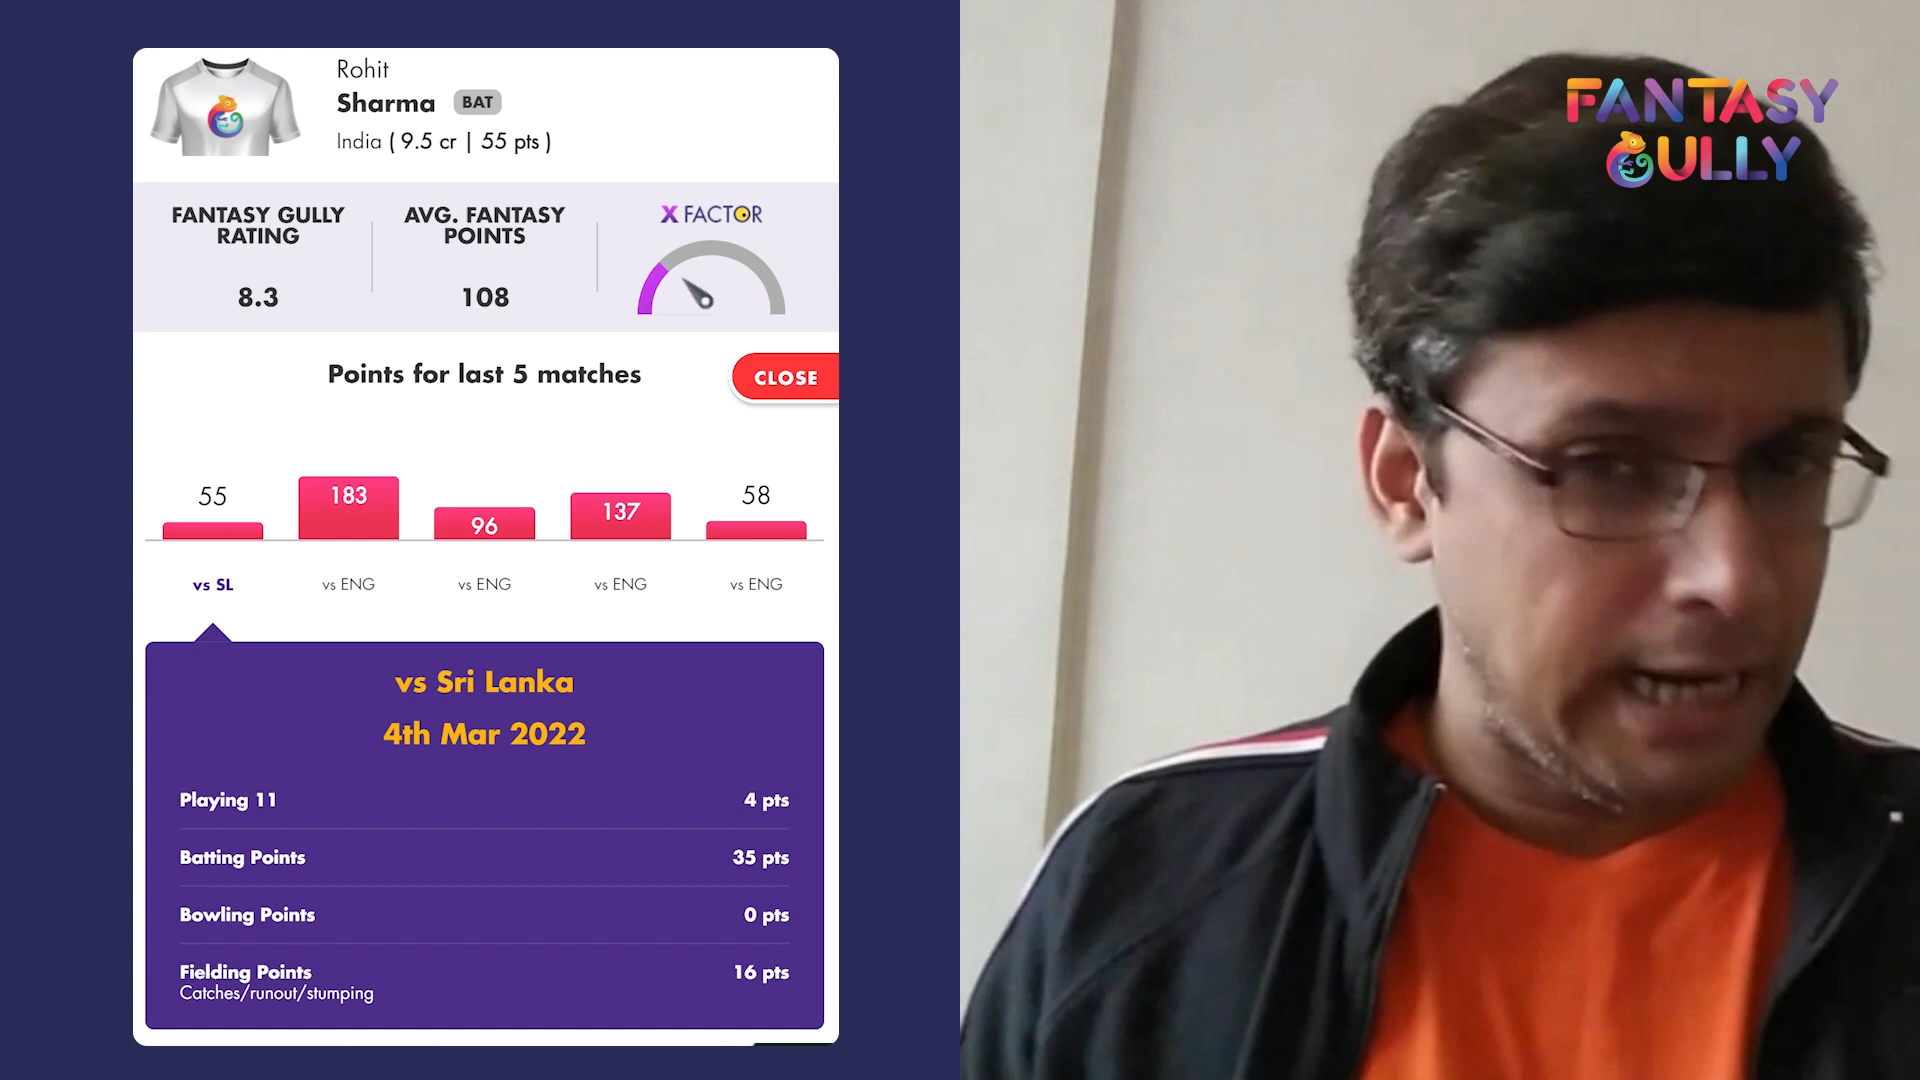 Rohit
Sharma BAT
India ( 9.5 cr | 55 pts )
FANTASY GULLY
RATING
8.3
AVG. FANTASY
POINTS
108
X FACTOR
Points for last 5 matches
CLOSE
55 183 96 137 58
vs SL vs ENG vs ENG vs ENG vs ENG
vs Sri Lanka
4th Mar 2022
Playing 11 4 pts
Batting Points 35 pts
Bowling Points 0 pts
Fielding Points 16 pts
Catches/runout/stumping
FANTASY
GULLY